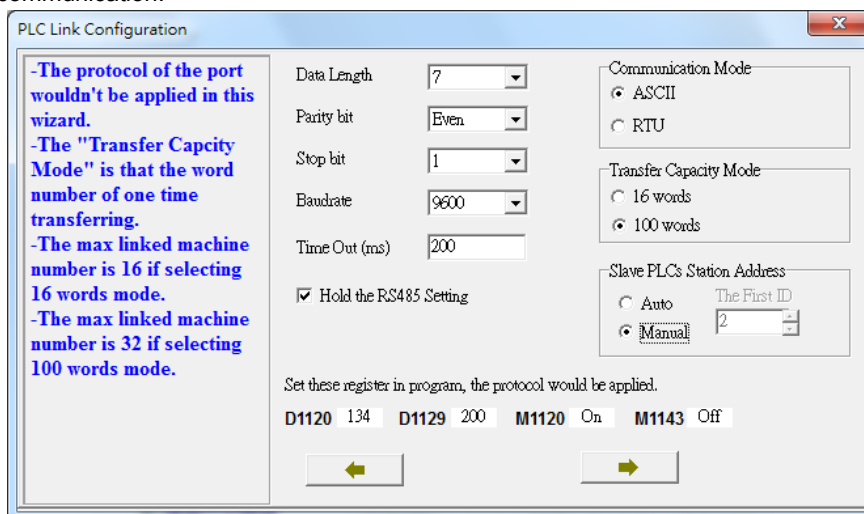 communication.
PLC Link Configuration
x
-The protocol of the port
wouldn't be applied in this
wizard.
-The "Transfer Capcity
Mode" is that the word
number of one time
transferring.
-The max linked machine
number is 16 if selecting
16 words mode.
-The max linked machine
number is 32 if selecting
100 words mode.
Data Length 7
Parity bit Even
Stop bit 1
Baudrate 9600
Time Out (ms) 200
Hold the RS485 Setting
Communication Mode
ASCII
RTU
Transfer Capacity Mode
16 words
100 words
Slave PLCs Station Address
Auto The First ID
Manual 2
Set these register in program, the protocol would be applied.
D1120 134 D1129 200 M1120 On M1143 Off